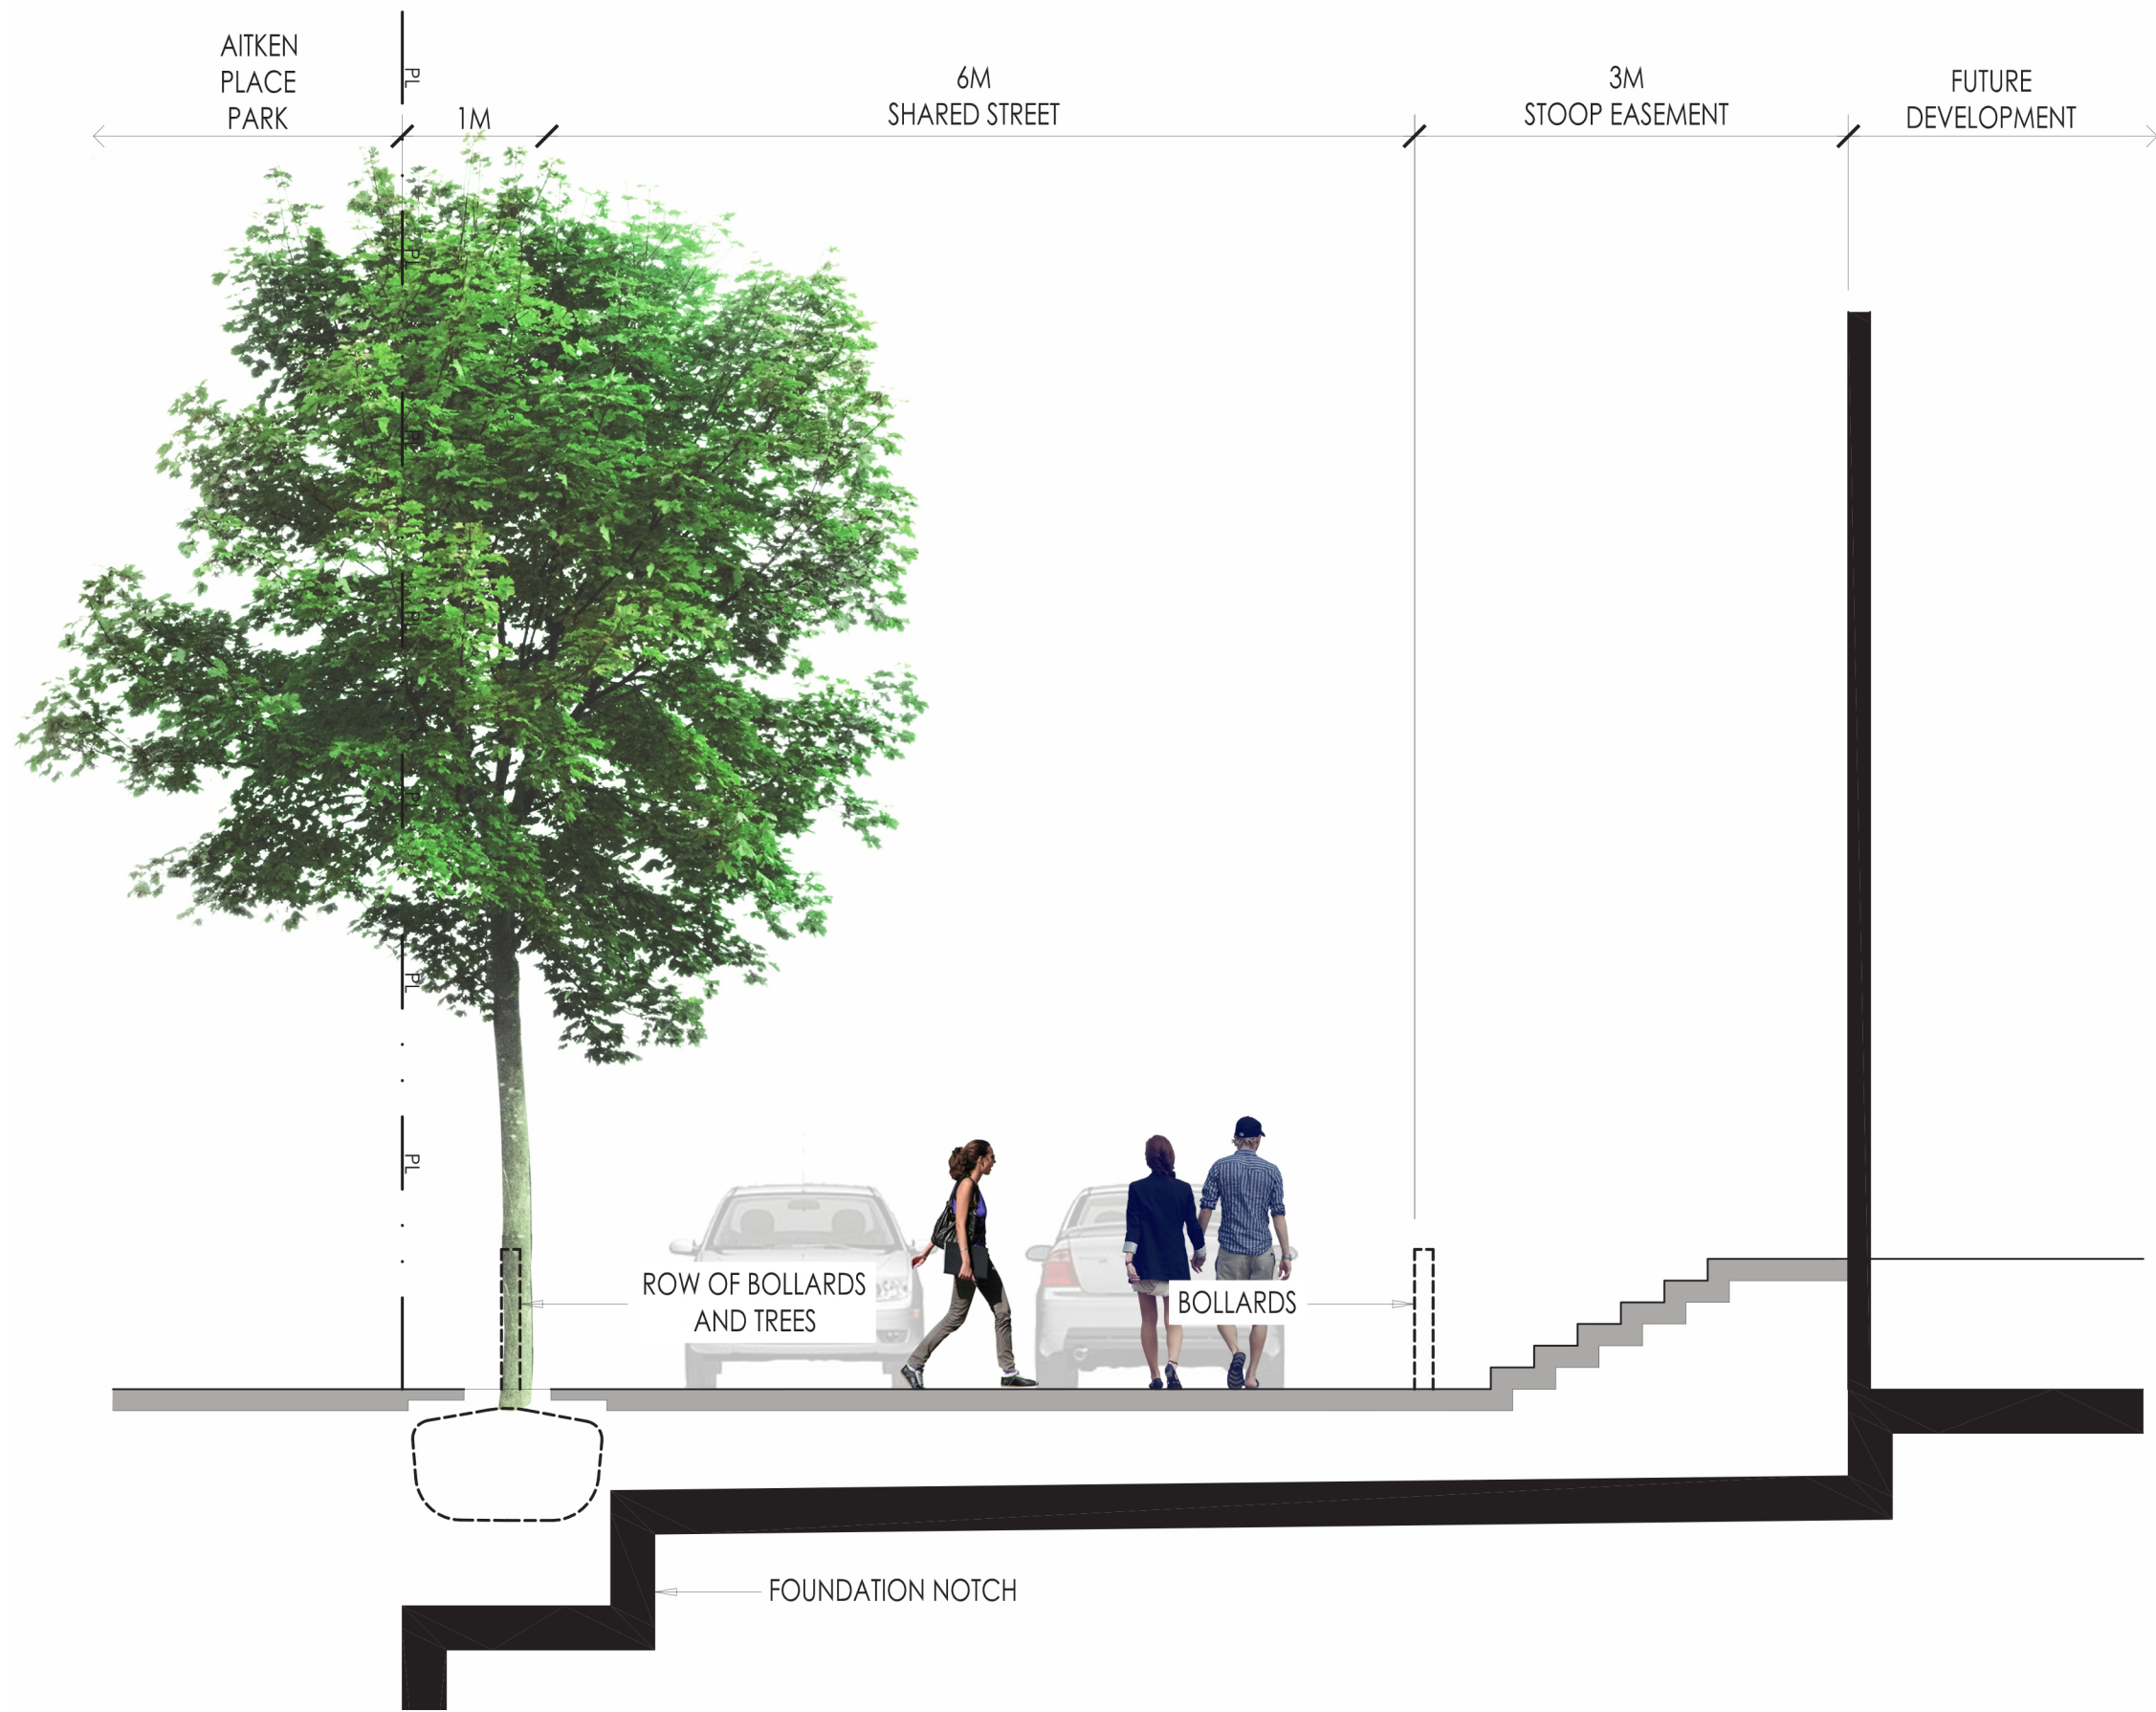 AITKEN
PLACE
PARK
PL
1M
6M
SHARED STREET
3M
STOOP EASEMENT
FUTURE
DEVELOPMENT
PL
PL
PL
PL
PL
PL
ROW OF BOLLARDS
AND TREES
BOLLARDS
FOUNDATION NOTCH